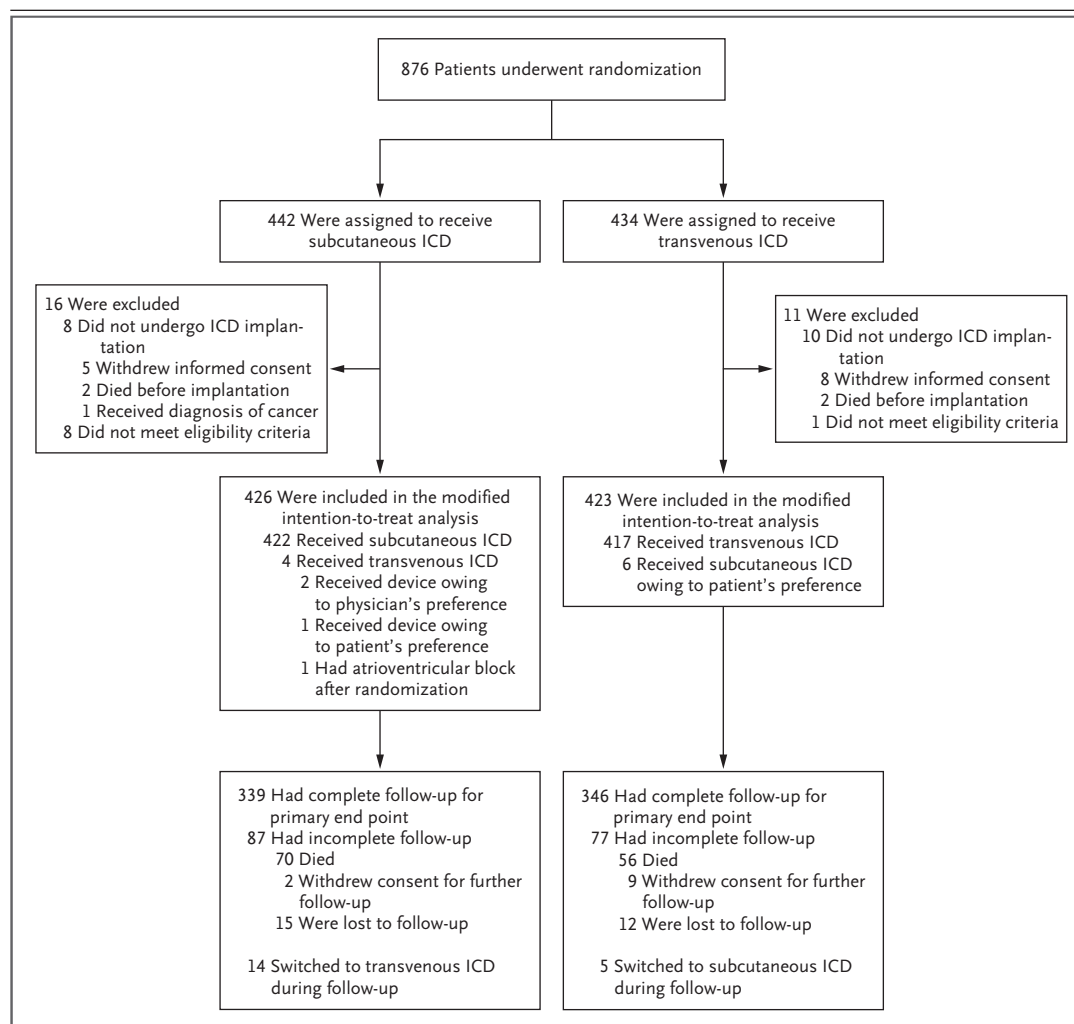 876 Patients underwent randomization
442 Were assigned to receive
subcutaneous ICD
434 Were assigned to receive
transvenous ICD
16 Were excluded
8 Did not undergo ICD implan-
tation
5 Withdrew informed consent
2 Died before implantation
1 Received diagnosis of cancer
8 Did not meet eligibility criteria
11 Were excluded
10 Did not undergo ICD implan-
tation
8 Withdrew informed consent
2 Died before implantation
1 Did not meet eligibility criteria
426 Were included in the modified
intention-to-treat analysis
422 Received subcutaneous ICD
4 Received transvenous ICD
2 Received device owing
to physician's preference
1 Received device owing
to patient's preference
1 Had atrioventricular block
after randomization
423 Were included in the modified
intention-to-treat analysis
417 Received transvenous ICD
6 Received subcutaneous ICD
owing to patient's preference
339 Had complete follow-up for
primary end point
87 Had incomplete follow-up
70 Died
2 Withdrew consent for further
follow-up
15 Were lost to follow-up
14 Switched to transvenous ICD
during follow-up
346 Had complete follow-up for
primary end point
77 Had incomplete follow-up
56 Died
9 Withdrew consent for further
follow-up
12 Were lost to follow-up
5 Switched to subcutaneous ICD
during follow-up